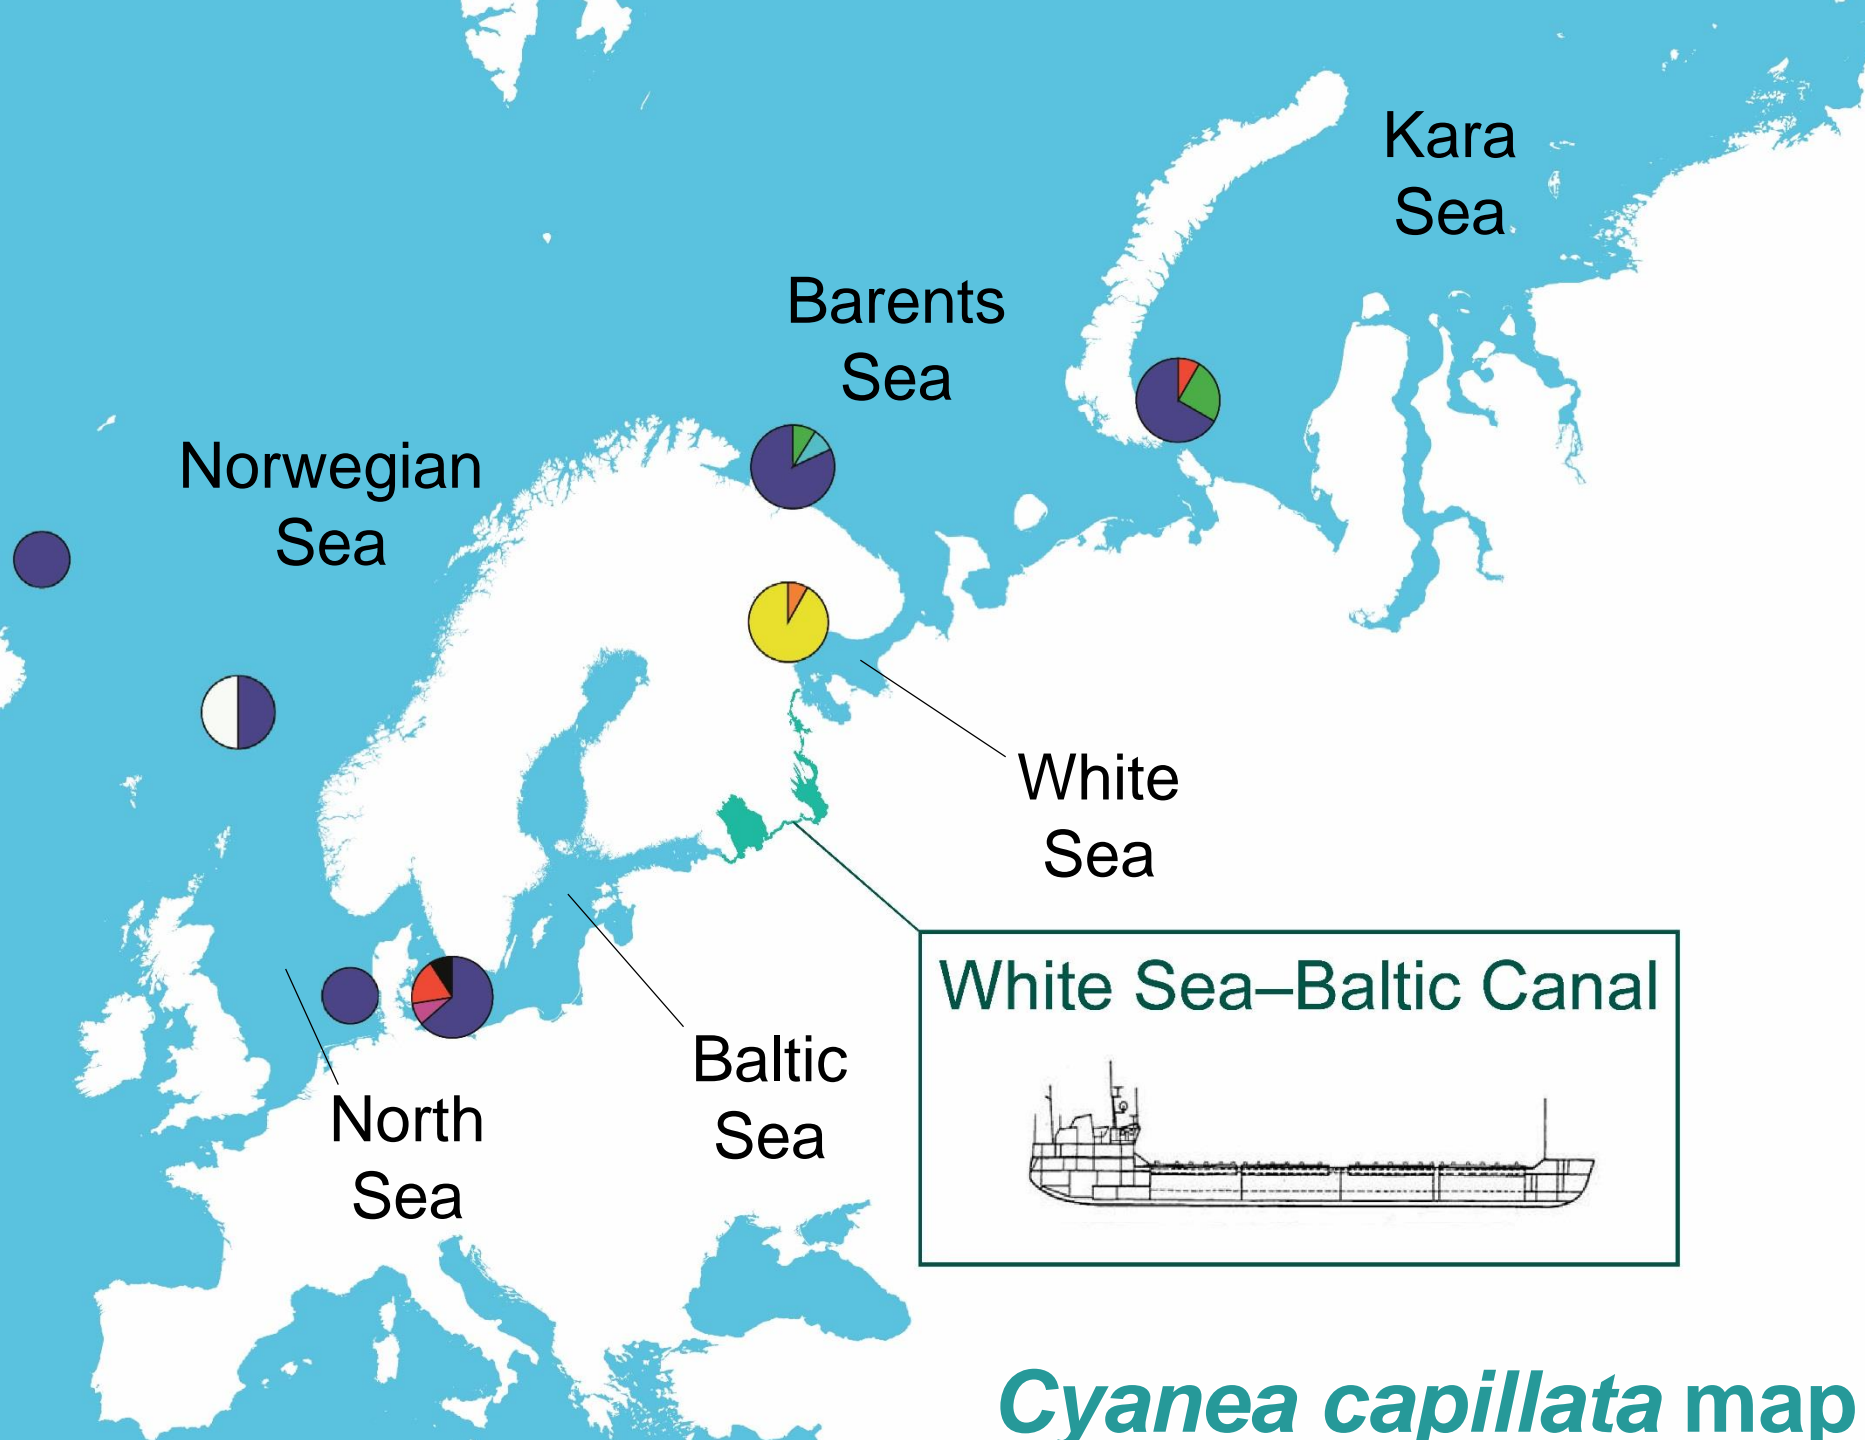 Kara
Sea
Barents
Sea
Norwegian
Sea
White
Sea
White Sea–Baltic Canal
Baltic
Sea
North
Sea
Cyanea capillata map